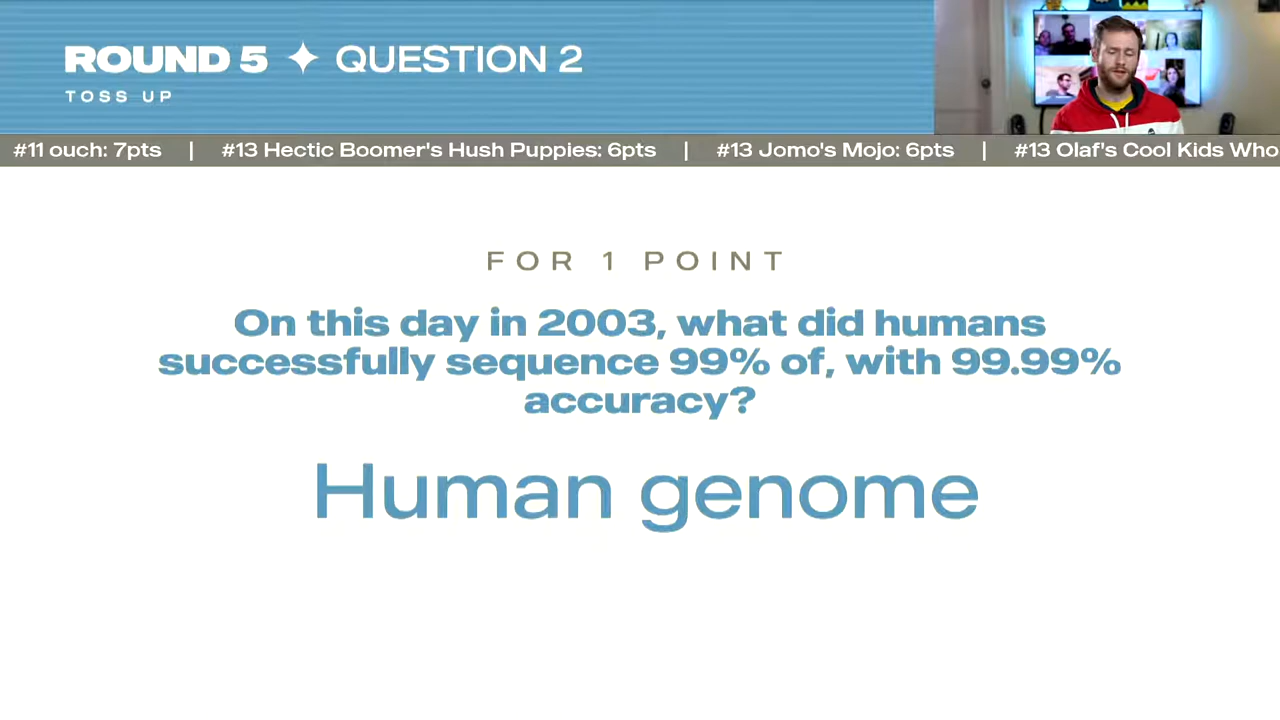 ROUND 5 ✦ QUESTION 2
TOSS UP
#11 ouch: 7pts | #13 Hectic Boomer's Hush Puppies: 6pts | #13 Jomo's Mojo: 6pts | #13 Olaf's Cool Kids Who
FOR 1 POINT
On this day in 2003, what did humans
successfully sequence 99% of, with 99.99%
accuracy?
Human genome